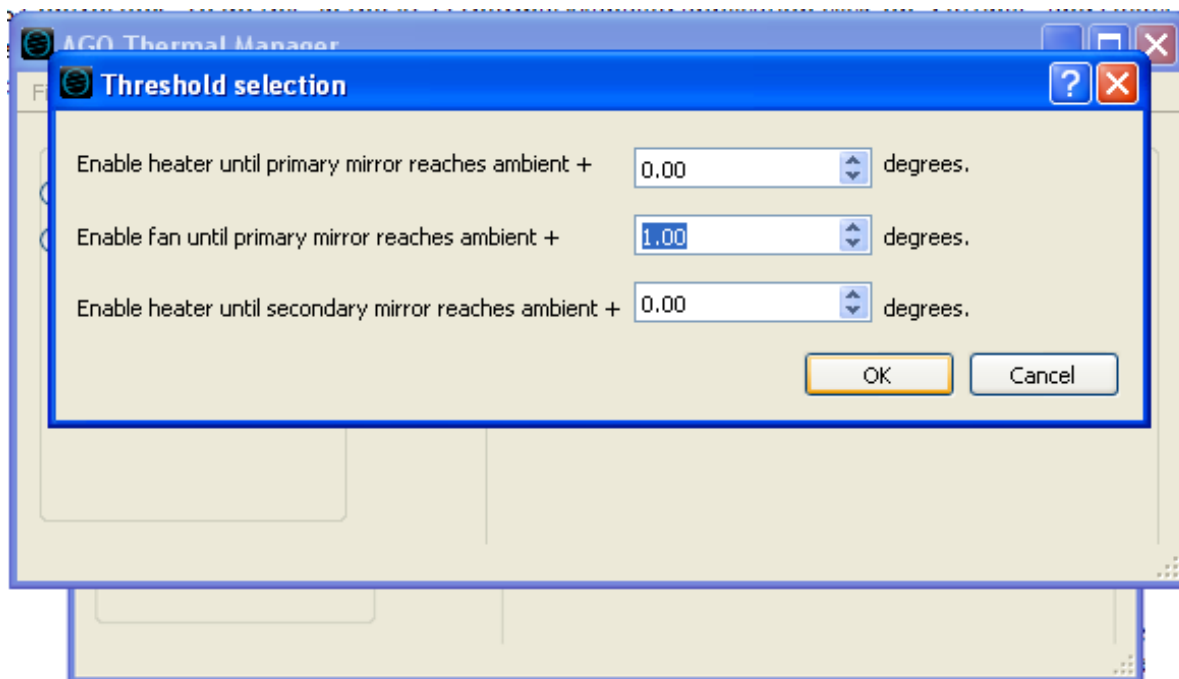 AGO Thermal Manager
Threshold selection
Enable heater until primary mirror reaches ambient + 0.00 degrees.
Enable fan until primary mirror reaches ambient + 1.00 degrees.
Enable heater until secondary mirror reaches ambient + 0.00 degrees.
OK Cancel